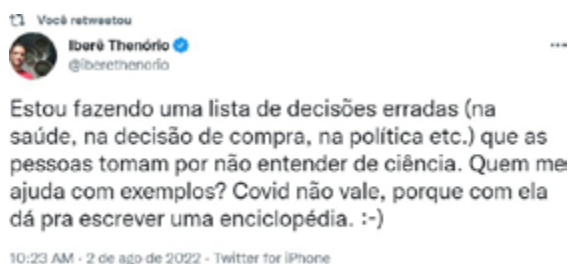 Você retweetou
Iberê Thenório
@iberethenorio
Estou fazendo uma lista de decisões erradas (na
saúde, na decisão de compra, na política etc.) que as
pessoas tomam por não entender de ciência. Quem me
ajuda com exemplos? Covid não vale, porque com ela
dá pra escrever uma enciclopédia. :-)
10:23 AM · 2 de ago de 2022 · Twitter for iPhone